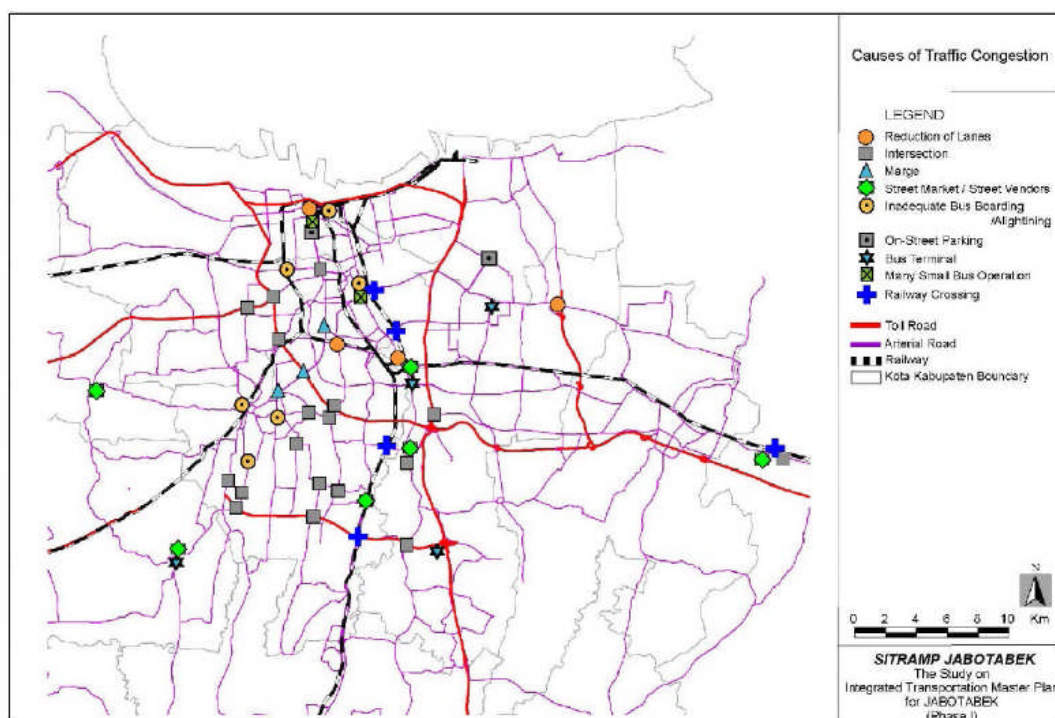 Causes of Traffic Congestion
LEGEND
Reduction of Lanes
Intersection
Marge
Street Market / Street Vendors
Inadequate Bus Boarding
/Alightining
On-Street Parking
Bus Terminal
Many Small Bus Operation
Railway Crossing
Toll Road
Arterial Road
Railway
Kota Kabupaten Boundary
N
Km
0 2 4 6 8 10
SITRAMP JABOTABEK
The Study on
Integrated Transportation Master Plan
for JABOTABEK
(Phase I)